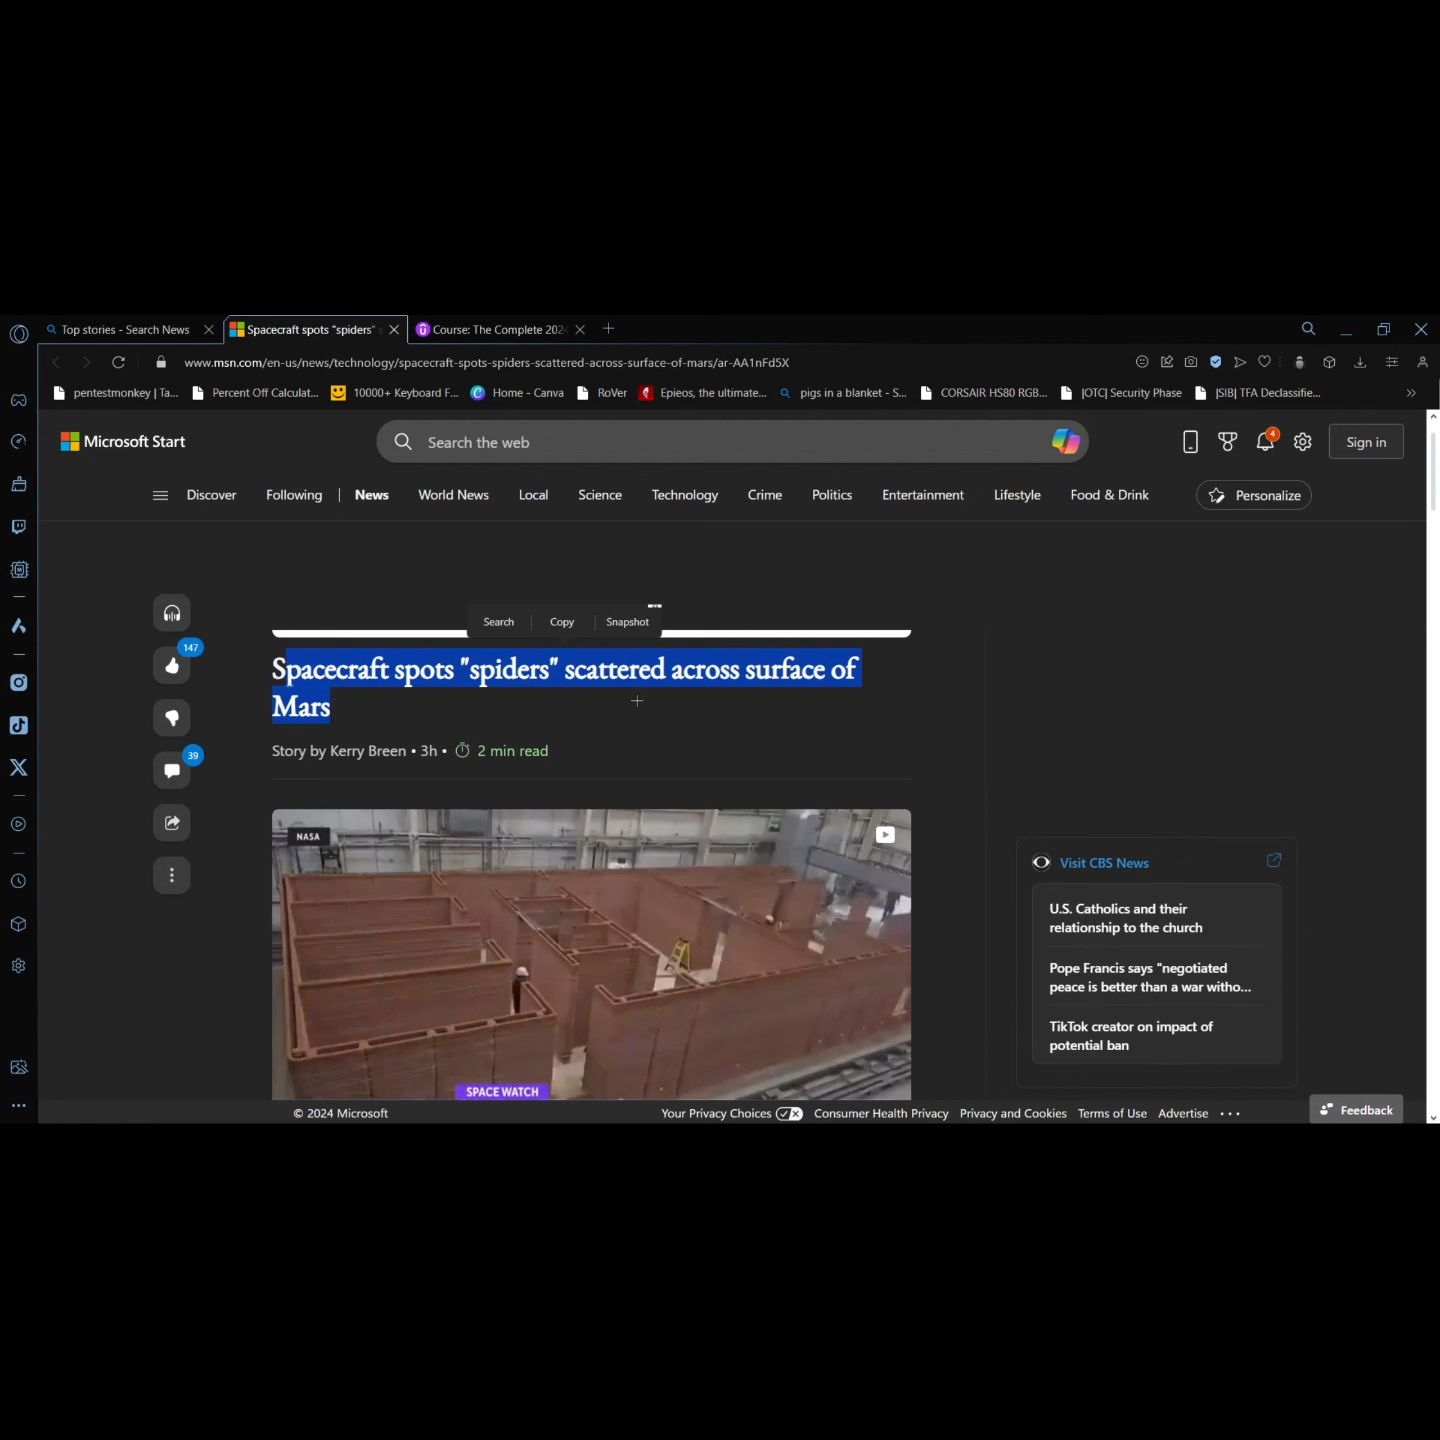 Top stories - Search News
Spacecraft spots "spiders"
Course: The Complete 202
www.msn.com/en-us/news/technology/spacecraft-spots-spiders-scattered-across-surface-of-mars/ar-AA1nFd5X
pentestmonkey | Ta... Percent Off Calculat... 10000+ Keyboard F... Home - Canva RoVer Epieos, the ultimate... pigs in a blanket - S... CORSAIR HS80 RGB... |OTC| Security Phase |SIB| TFA Declassifie...
Microsoft Start
Search the web
4
Sign in
Discover Following News World News Local Science Technology Crime Politics Entertainment Lifestyle Food & Drink Personalize
Search Copy Snapshot
147
Spacecraft spots "spiders" scattered across surface of
Mars
Story by Kerry Breen • 3h • 2 min read
39
NASA
SPACE WATCH
Visit CBS News
U.S. Catholics and their
relationship to the church
Pope Francis says "negotiated
peace is better than a war witho...
TikTok creator on impact of
potential ban
© 2024 Microsoft
Your Privacy Choices Consumer Health Privacy Privacy and Cookies Terms of Use Advertise
Feedback